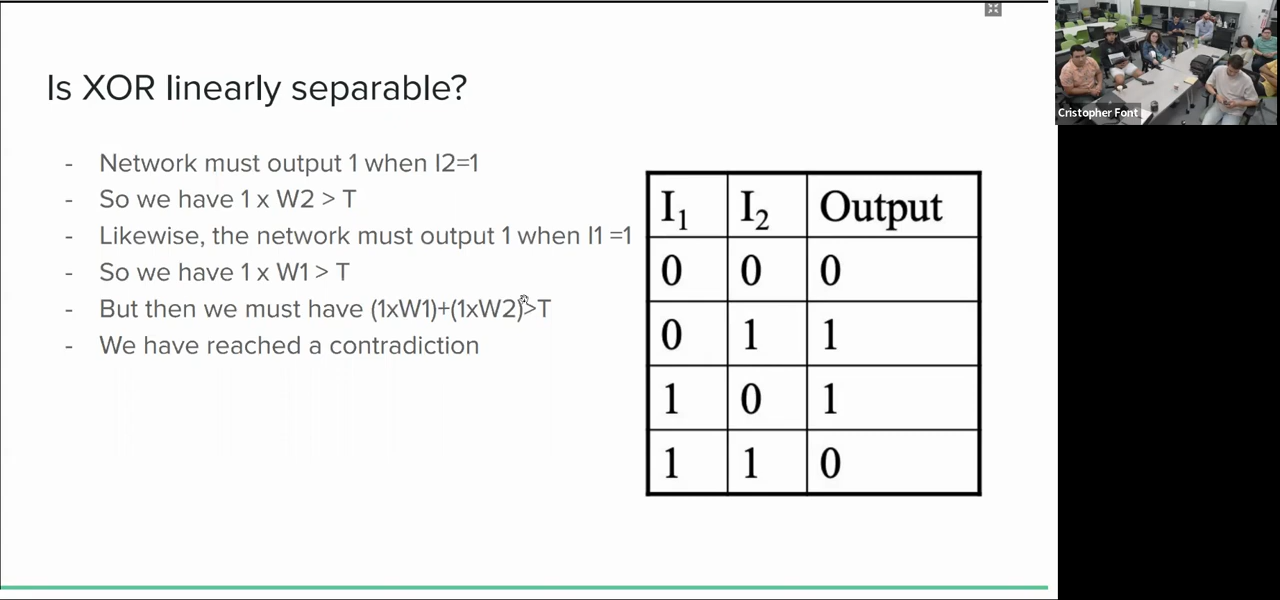 Is XOR linearly separable?
- Network must output 1 when I2=1
- So we have 1 x W2 > T
- Likewise, the network must output 1 when I1 =1
- So we have 1 x W1 > T
- But then we must have (1xW1)+(1xW2)>T
- We have reached a contradiction
I1 I2 Output
0 0 0
0 1 1
1 0 1
1 1 0
Cristopher Font